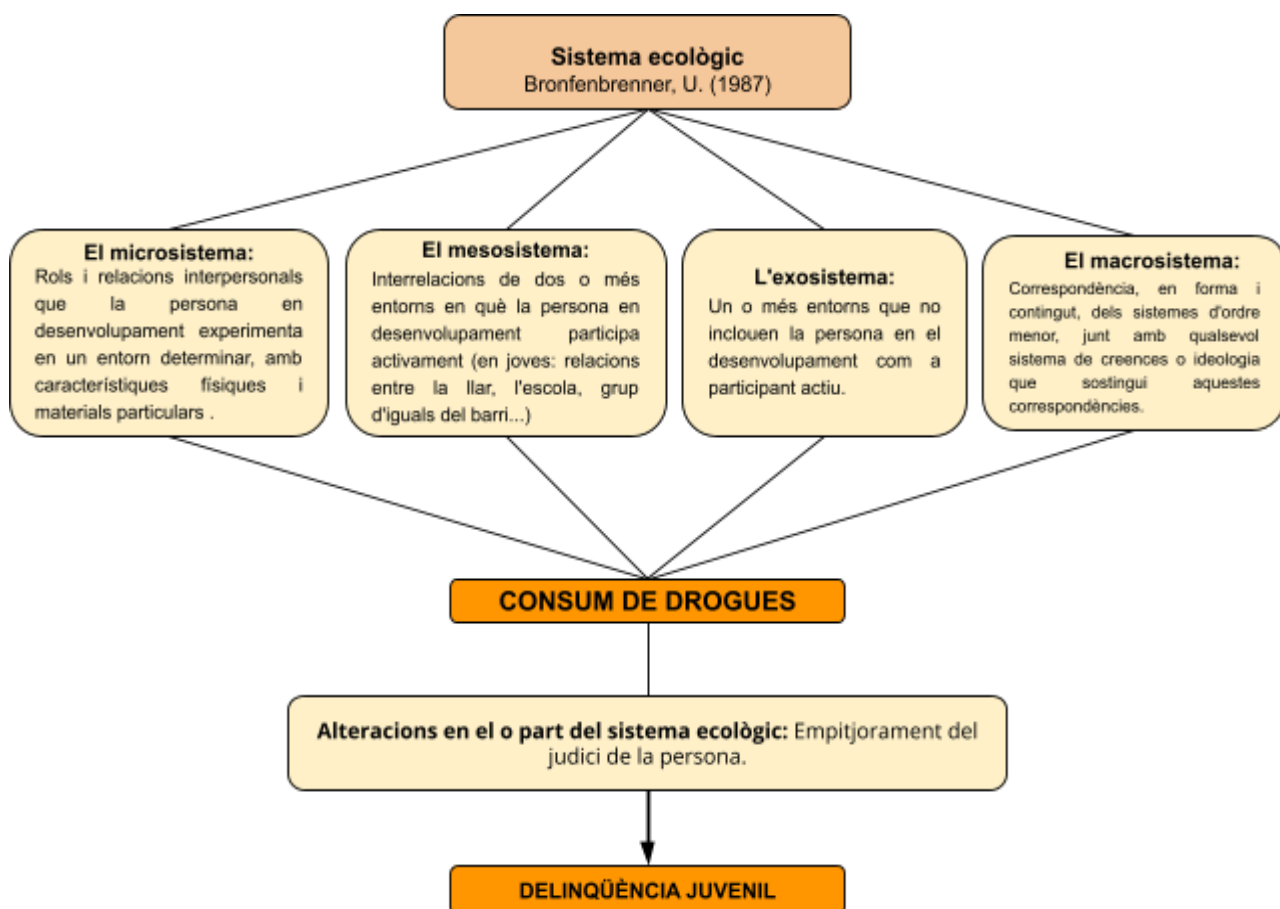 Sistema ecològic
Bronfenbrenner, U. (1987)
El microsistema:
Rols i relacions interpersonals
que la persona en
desenvolupament experimenta
en un entorn determinar, amb
característiques físiques i
materials particulars .
El mesosistema:
Interrelacions de dos o més
entorns en què la persona en
desenvolupament participa
activament (en joves: relacions
entre la llar, l'escola, grup
d'iguals del barri...)
L'exosistema:
Un o més entorns que no
inclouen la persona en el
desenvolupament com a
participant actiu.
El macrosistema:
Correspondència, en forma i
contingut, dels sistemes d'ordre
menor, junt amb qualsevol
sistema de creences o ideologia
que sostingui aquestes
correspondències.
CONSUM DE DROGUES
Alteracions en el o part del sistema ecològic: Empitjorament del
judici de la persona.
DELINQÜÈNCIA JUVENIL